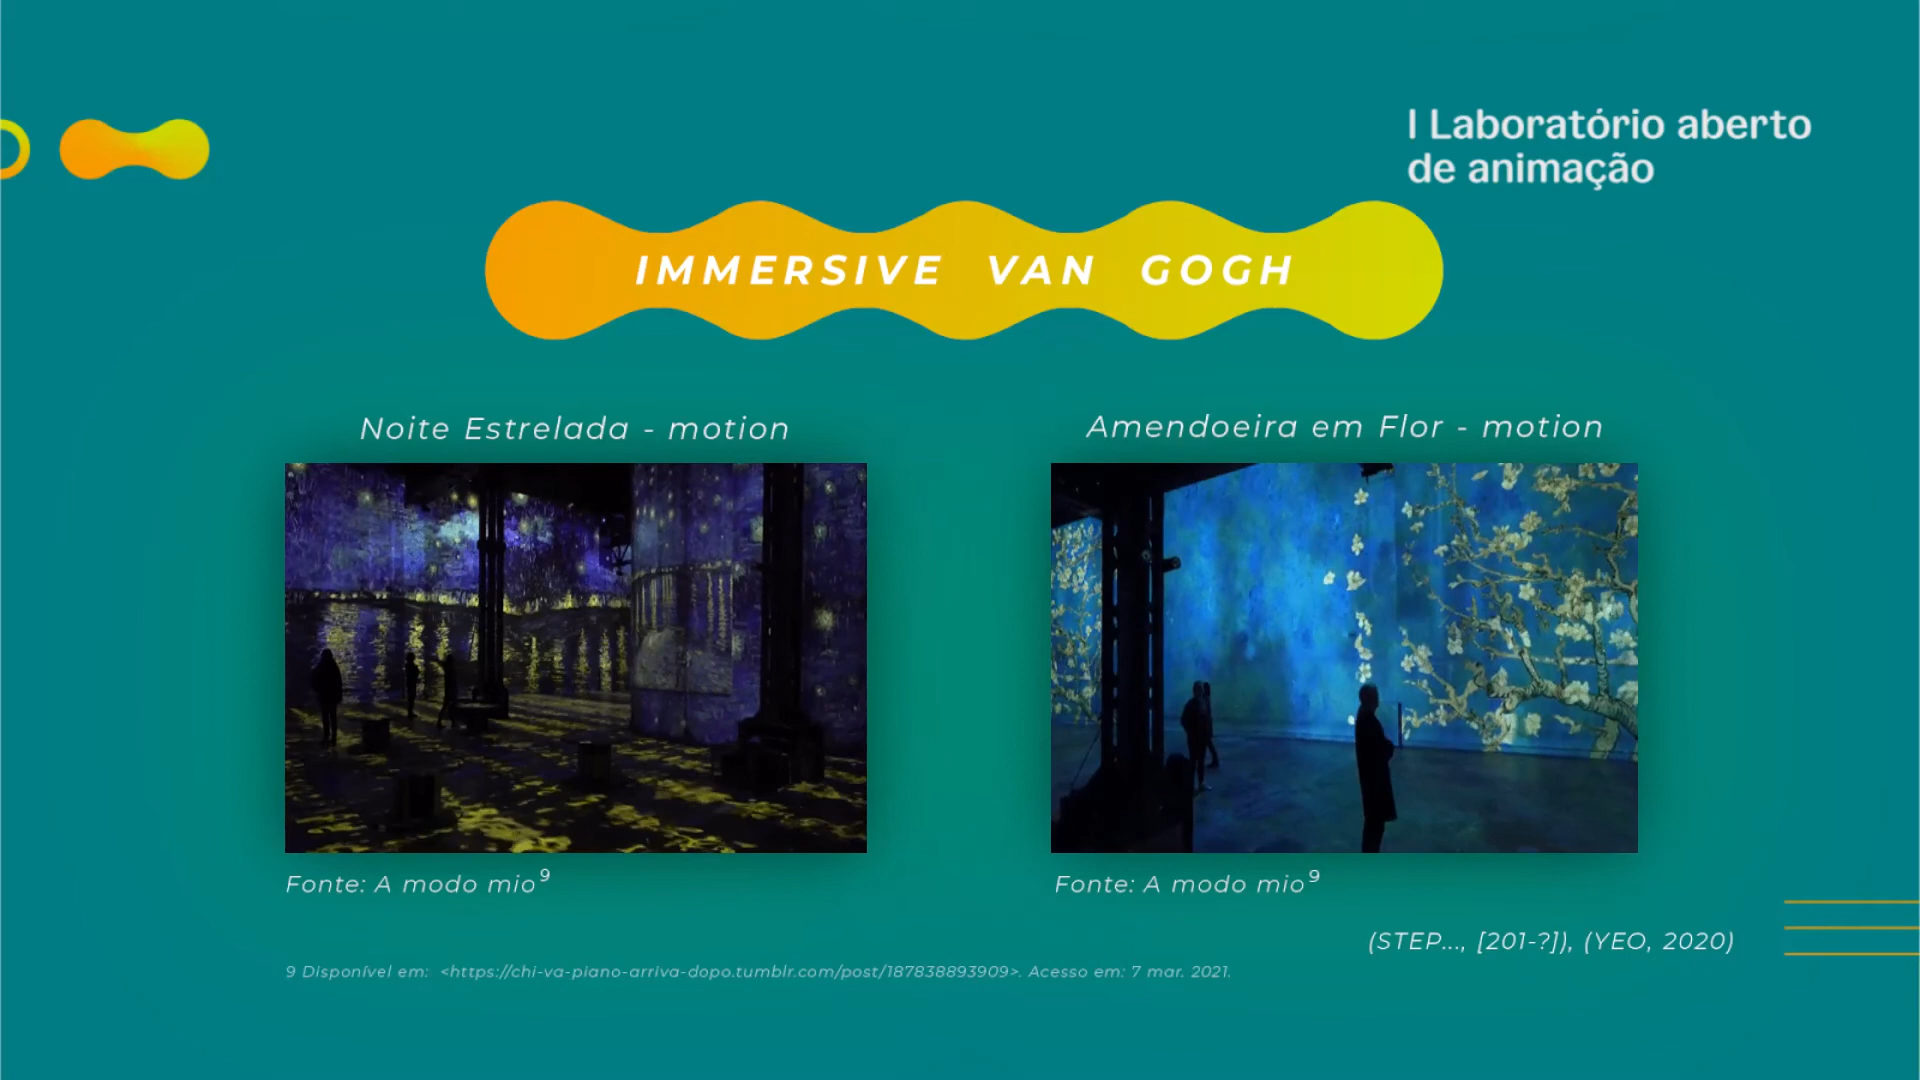 I Laboratório aberto
de animação
IMMERSIVE VAN GOGH
Noite Estrelada - motion
Amendoeira em Flor - motion
Fonte: A modo mio⁹
Fonte: A modo mio⁹
(STEP..., [201-?]), (YEO, 2020)
9 Disponível em: <https://chi-va-piano-arriva-dopo.tumblr.com/post/187838893909>. Acesso em: 7 mar. 2021.